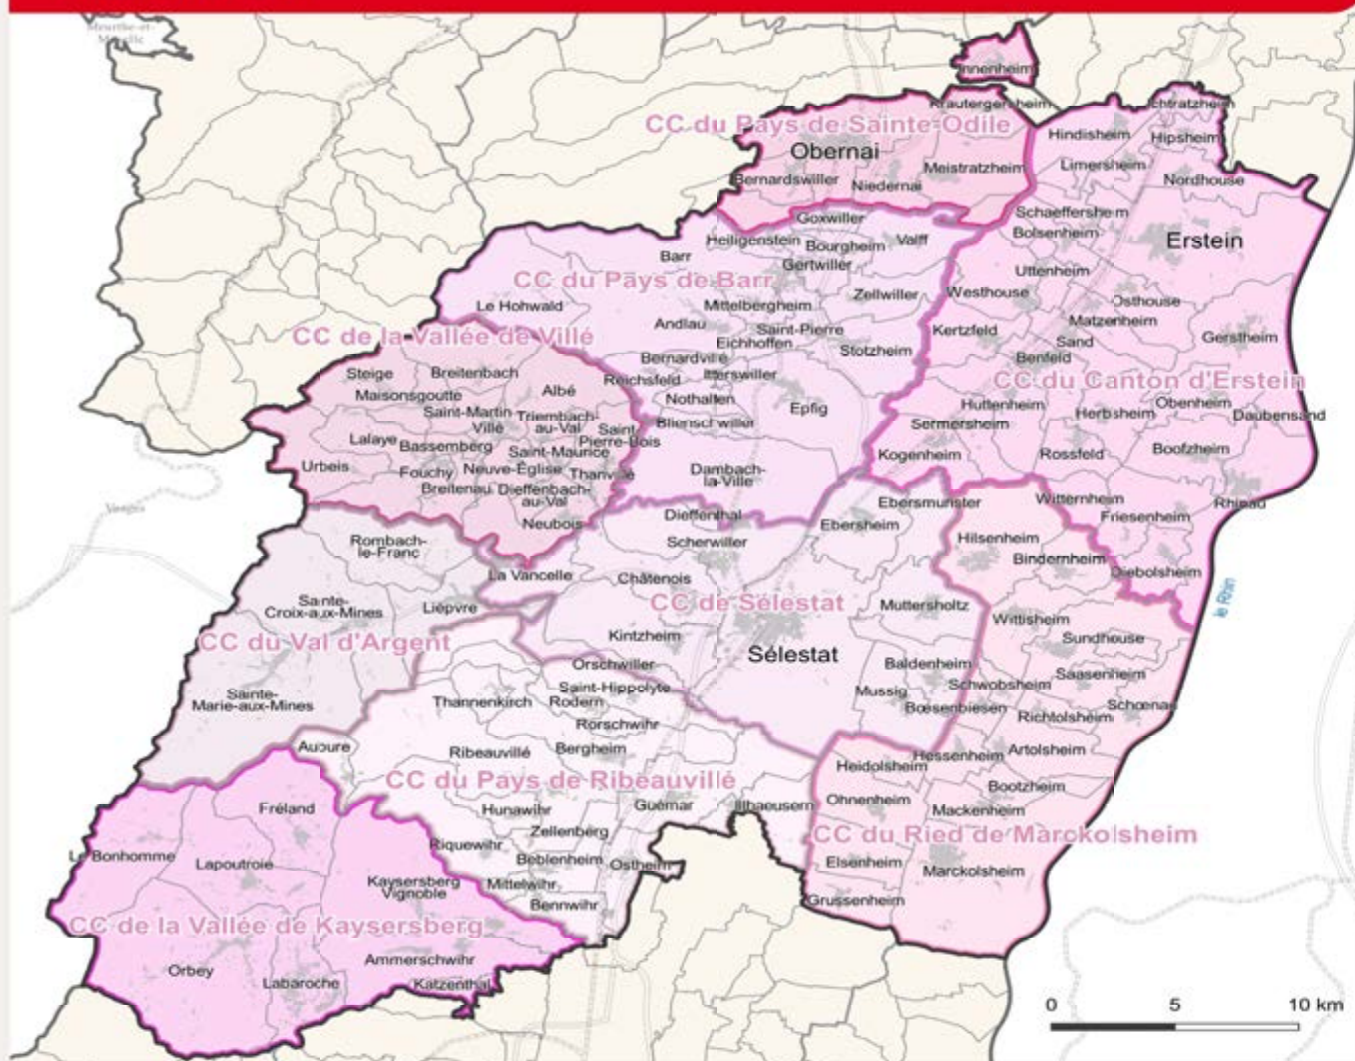 Meurthe-et-
Moselle
Innenheim
Krautergersheim
Ichtratzheim
CC du Pays de Sainte-Odile
Hindisheim
Hipsheim
Obernai
Limersheim
Meistratzheim
Bernardswiller
Niedernai
Nordhouse
Goxwiller
Schaeffersheim
Heiligenstein
Bourgheim
Valff
Bolsenheim
Erstein
Barr
Gertwiller
CC du Pays de Barr
Uttenheim
Zellwiller
Westhouse
Osthouse
Le Hohwald
Mittelbergheim
Matzenheim
Andlau
Saint-Pierre
Kertzfeld
Gerstheim
CC de la Vallée de Villé
Eichhoffen
Sand
Stotzheim
Benfeld
Bernardvillé
Steige
Breitenbach
Itterswiller
Reichsfeld
CC du Canton d'Erstein
Maisonsgoutte
Albé
Nothalten
Epfig
Huttenheim
Obenheim
Saint-Martin
Herbsheim
Daubensand
Villé
Triembach-
au-Val
Blienschwiller
Sermersheim
Saint-
Pierre-Bois
Lalaye
Bassemberg
Saint-Maurice
Kogenheim
Rossfeld
Boofzheim
Urbeis
Fouchy
Neuve-Église
Thanvillé
Dambach-
la-Ville
Breitenau
Dieffenbach-
au-Val
Ebersmunster
Witternheim
Rhinau
Vosges
Neubois
Dieffenthal
Ebersheim
Friesenheim
Rombach-
le-Franc
Scherwiller
Hilsenheim
Bindernheim
La Vancelle
Châtenois
Diebolsheim
Sainte-
Croix-aux-Mines
Lièpvre
CC de Sélestat
Muttersholtz
le Rhin
Wittisheim
CC du Val d'Argent
Kintzheim
Sundhouse
Sélestat
Orschwiller
Baldenheim
Saasenheim
Sainte-
Marie-aux-Mines
Saint-Hippolyte
Thannenkirch
Rodern
Mussig
Schwobsheim
Bœsenbiesen
Schœnau
Rorschwihr
Richtolsheim
Aubure
Ribeauvillé
Bergheim
Hessenheim
Artolsheim
Heidolsheim
CC du Pays de Ribeauvillé
Bootzheim
Fréland
Hunawihr
Guémar
Illhaeusern
Ohnenheim
Mackenheim
Zellenberg
CC du Ried de Marckolsheim
Riquewihr
Le Bonhomme
Lapoutroie
Beblenheim
Ostheim
Elsenheim
Marckolsheim
Kaysersberg
Vignoble
Mittelwihr
Bennwihr
Grussenheim
CC de la Vallée de Kaysersberg
Ammerschwihr
Orbey
Labaroche
Katzenthal
0 5 10 km